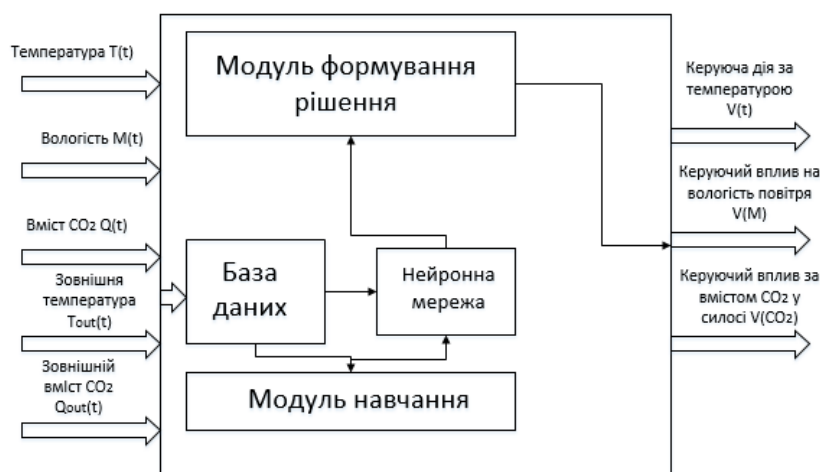 Температура T(t)
Вологість M(t)
Вміст CO2 Q(t)
Зовнішня
температура
Tout(t)
Зовнішній
вміст CO2
Qout(t)
Модуль формування
рішення
База
даних
Нейронна
мережа
Модуль навчання
Керуюча дія за
температурою
V(t)
Керуючий вплив на
вологість повітря
V(M)
Керуючий вплив за
вмістом CO2 у
силосі V(CO2)